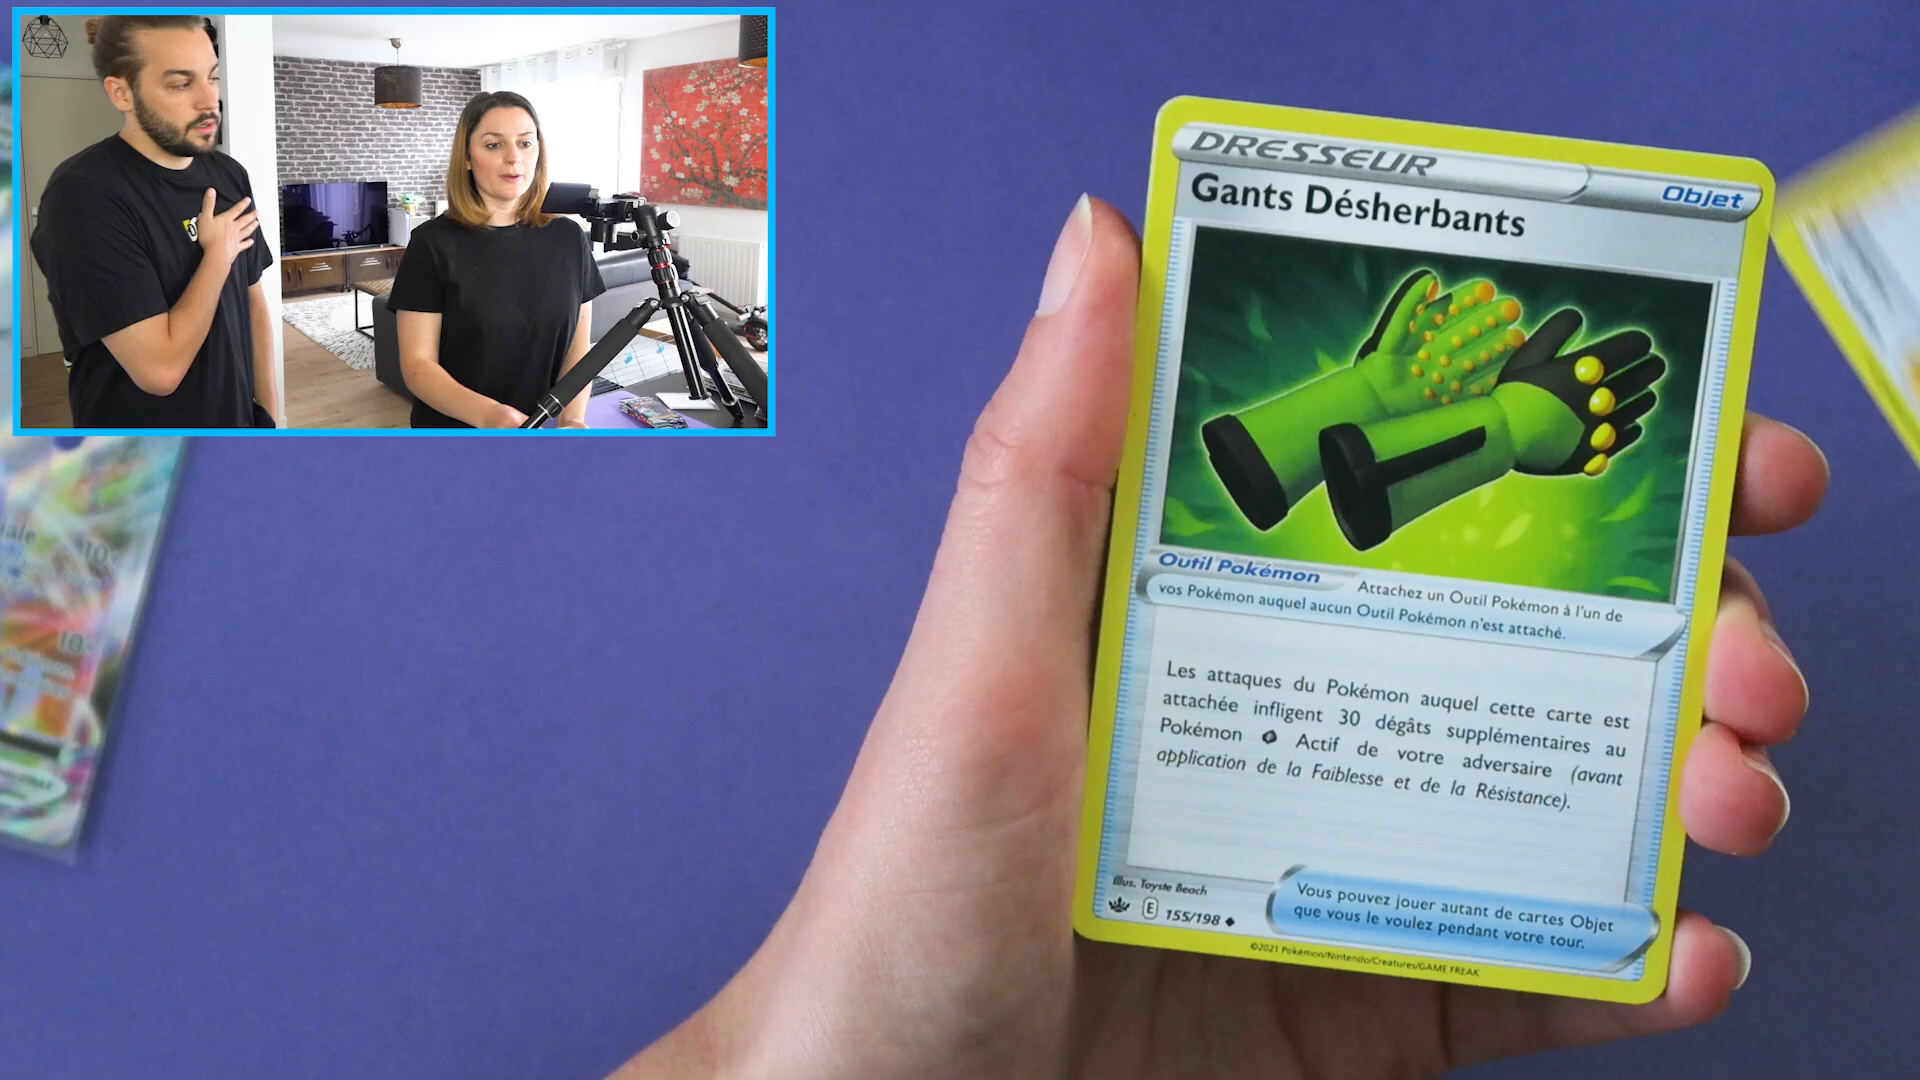 DRESSEUR
Objet
Gants Désherbants
Outil Pokémon Attachez un Outil Pokémon à l'un de
vos Pokémon auquel aucun Outil Pokémon n'est attaché.
Les attaques du Pokémon auquel cette carte est
attachée infligent 30 dégâts supplémentaires au
Pokémon Actif de votre adversaire (avant
application de la Faiblesse et de la Résistance).
Illus. Toyste Beach
E 155/198
Vous pouvez jouer autant de cartes Objet
que vous le voulez pendant votre tour.
©2021 Pokémon/Nintendo/Creatures/GAME FREAK
10
10